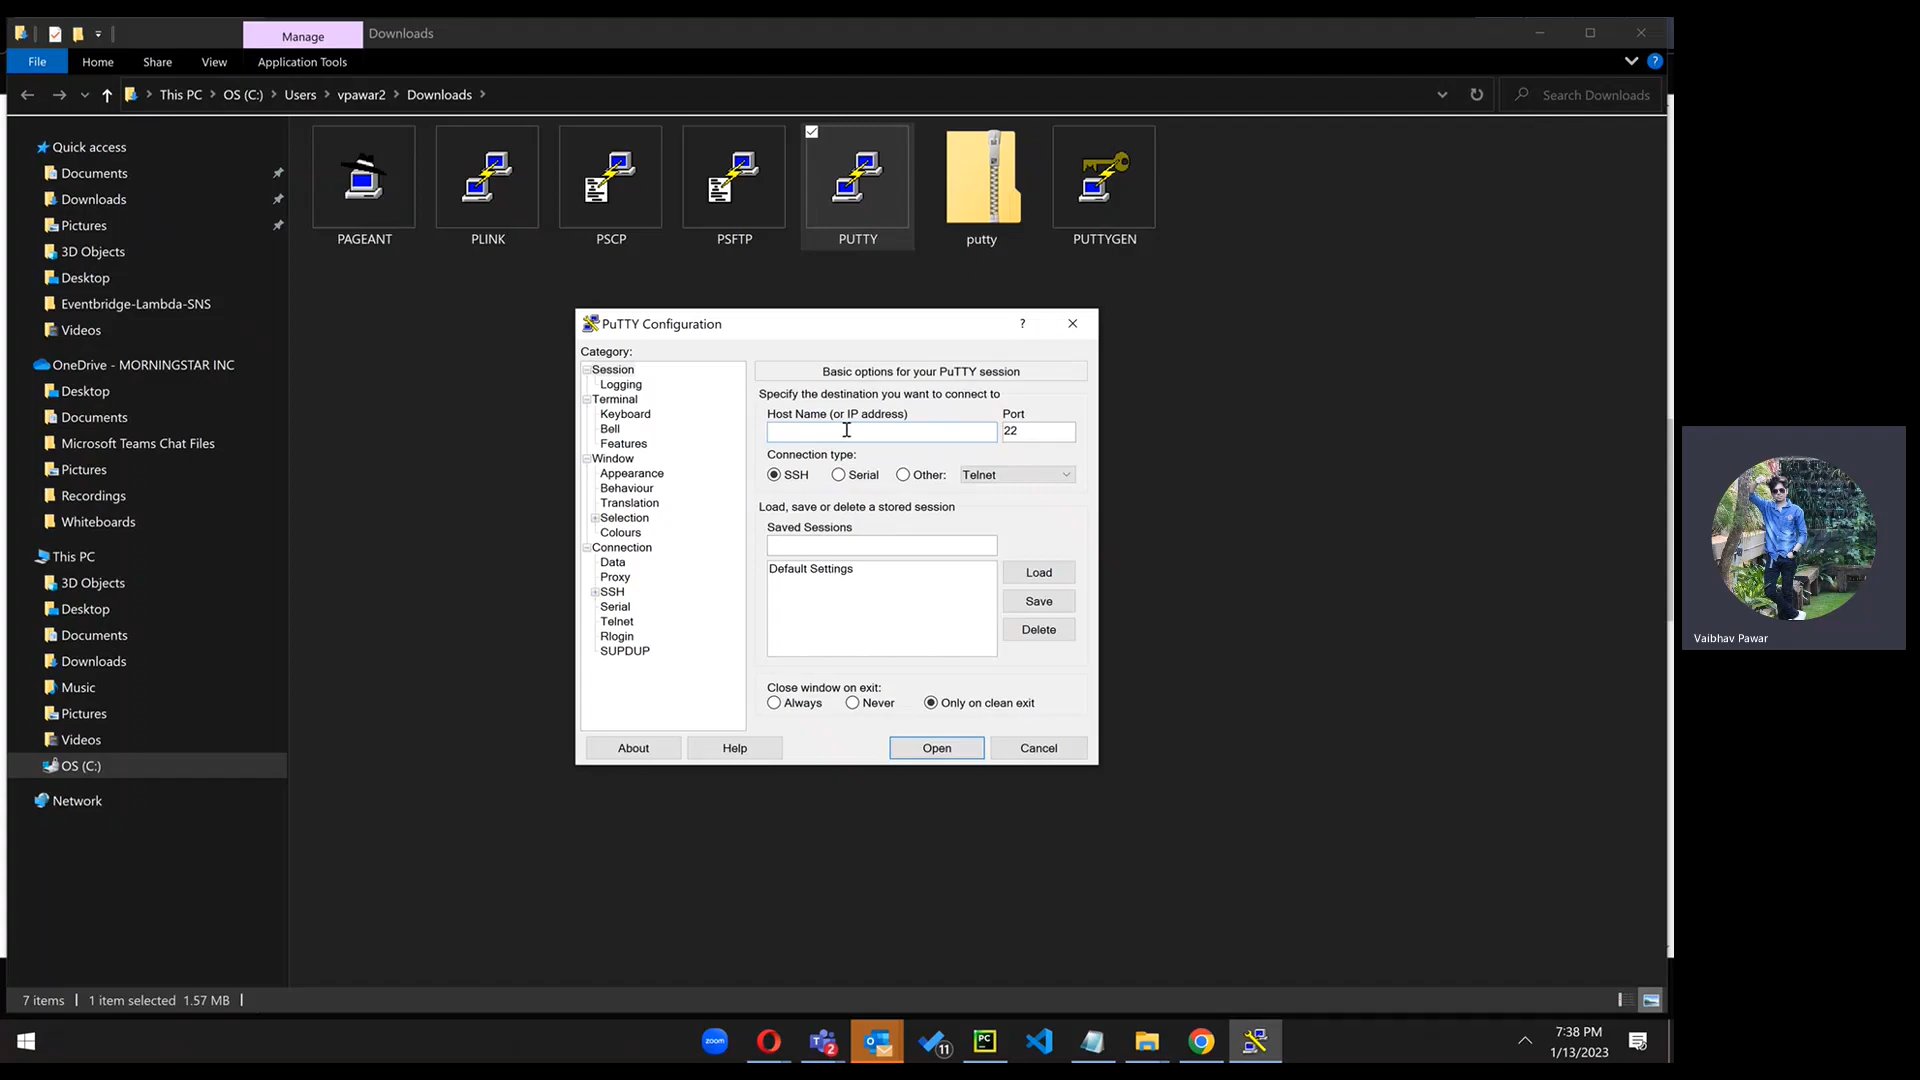 Manage
Downloads
File
Home
Share
View
Application Tools
This PC
OS (C:)
Users
vpawar2
Downloads
Search Downloads
Quick access
Documents
Downloads
Pictures
3D Objects
Desktop
Eventbridge-Lambda-SNS
Videos
OneDrive - MORNINGSTAR INC
Desktop
Documents
Microsoft Teams Chat Files
Pictures
Recordings
Whiteboards
This PC
3D Objects
Desktop
Documents
Downloads
Music
Pictures
Videos
OS (C:)
Network
PAGEANT
PLINK
PSCP
PSFTP
PUTTY
putty
PUTTYGEN
PuTTY Configuration
?
Category:
Session
Logging
Terminal
Keyboard
Bell
Features
Window
Appearance
Behaviour
Translation
Selection
Colours
Connection
Data
Proxy
SSH
Serial
Telnet
Rlogin
SUPDUP
Basic options for your PuTTY session
Specify the destination you want to connect to
Host Name (or IP address)
Port
22
Connection type:
SSH
Serial
Other:
Telnet
Load, save or delete a stored session
Saved Sessions
Default Settings
Load
Save
Delete
Close window on exit:
Always
Never
Only on clean exit
About
Help
Open
Cancel
Vaibhav Pawar
7 items
1 item selected 1.57 MB
zoom
2
11
PC
7:38 PM
1/13/2023